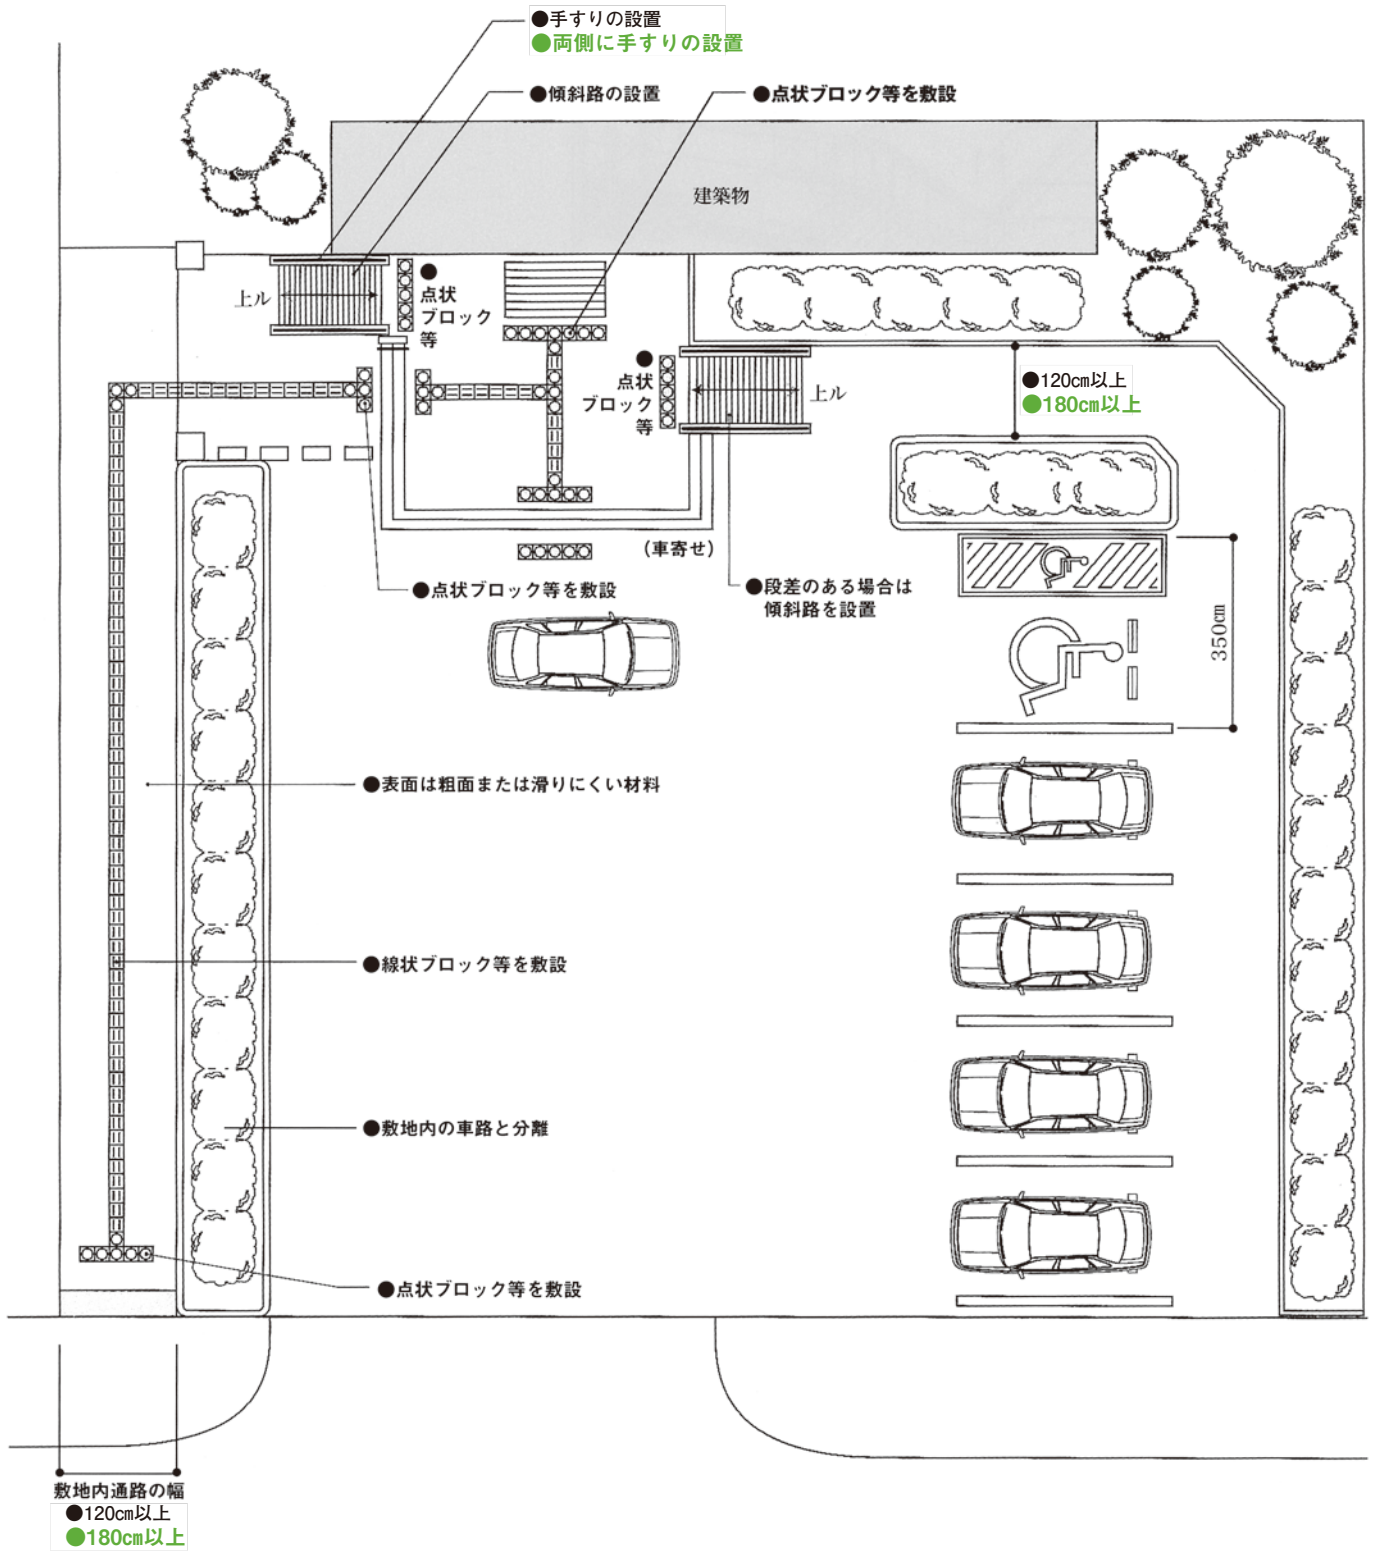 ●手すりの設置
●両側に手すりの設置
●傾斜路の設置
●点状ブロック等を敷設
建築物
上ル
●
点状
ブロック
等
●
点状
ブロック
等
上ル
●120㎝以上
●180㎝以上
(車寄せ)
●点状ブロック等を敷設
●段差のある場合は
傾斜路を設置
350㎝
●表面は粗面または滑りにくい材料
●線状ブロック等を敷設
●敷地内の車路と分離
●点状ブロック等を敷設
敷地内通路の幅
●120㎝以上
●180㎝以上